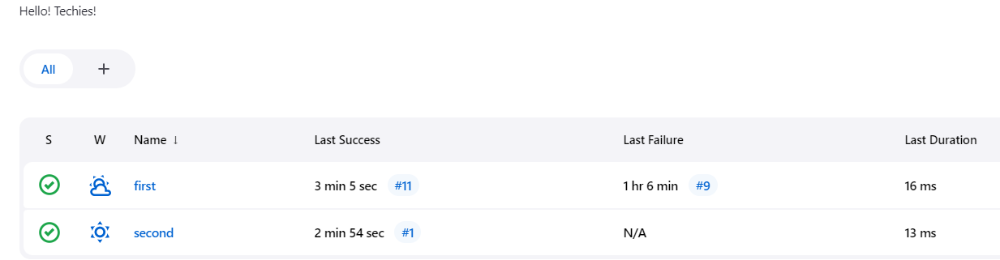 Hello! Techies!
All +
S W Name ↓ Last Success Last Failure Last Duration
first 3 min 5 sec #11 1 hr 6 min #9 16 ms
second 2 min 54 sec #1 N/A 13 ms